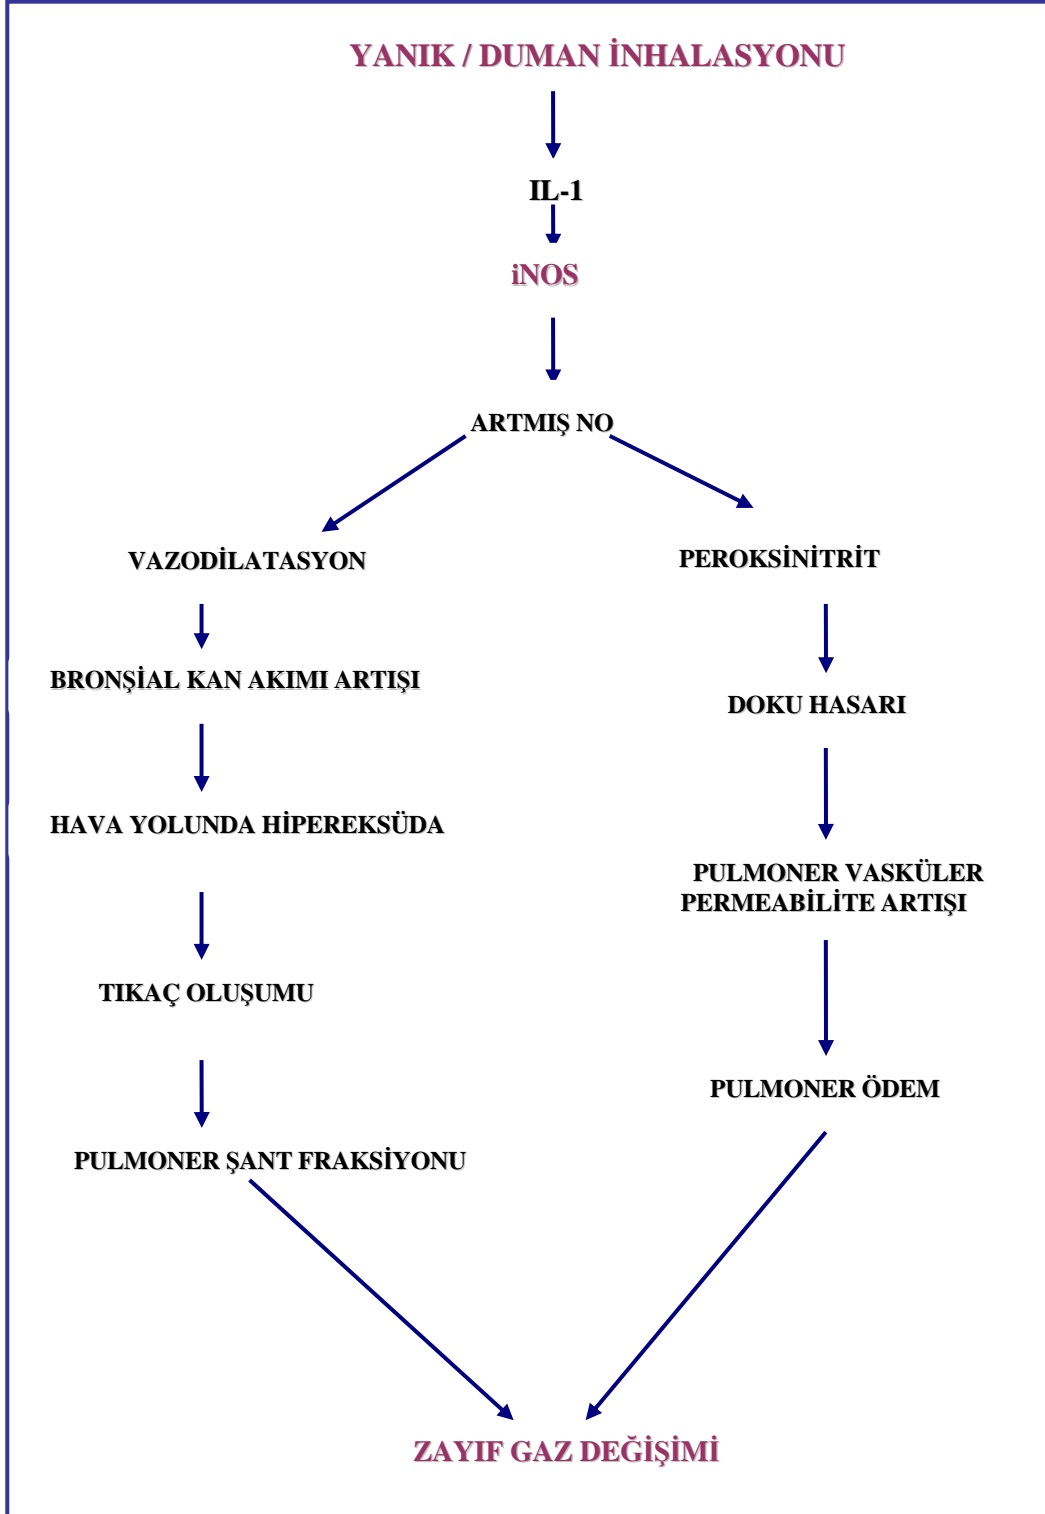 YANIK / DUMAN İNHALASYONU
IL-1
iNOS
ARTMIŞ NO
VAZODİLATASYON
PEROKSİNİTRİT
BRONŞİAL KAN AKIMI ARTIŞI
DOKU HASARI
HAVA YOLUNDA HİPEREKSÜDA
PULMONER VASKÜLER
PERMEABİLİTE ARTIŞI
TIKAÇ OLUŞUMU
PULMONER ÖDEM
PULMONER ŞANT FRAKSİYONU
ZAYIF GAZ DEĞİŞİMİ